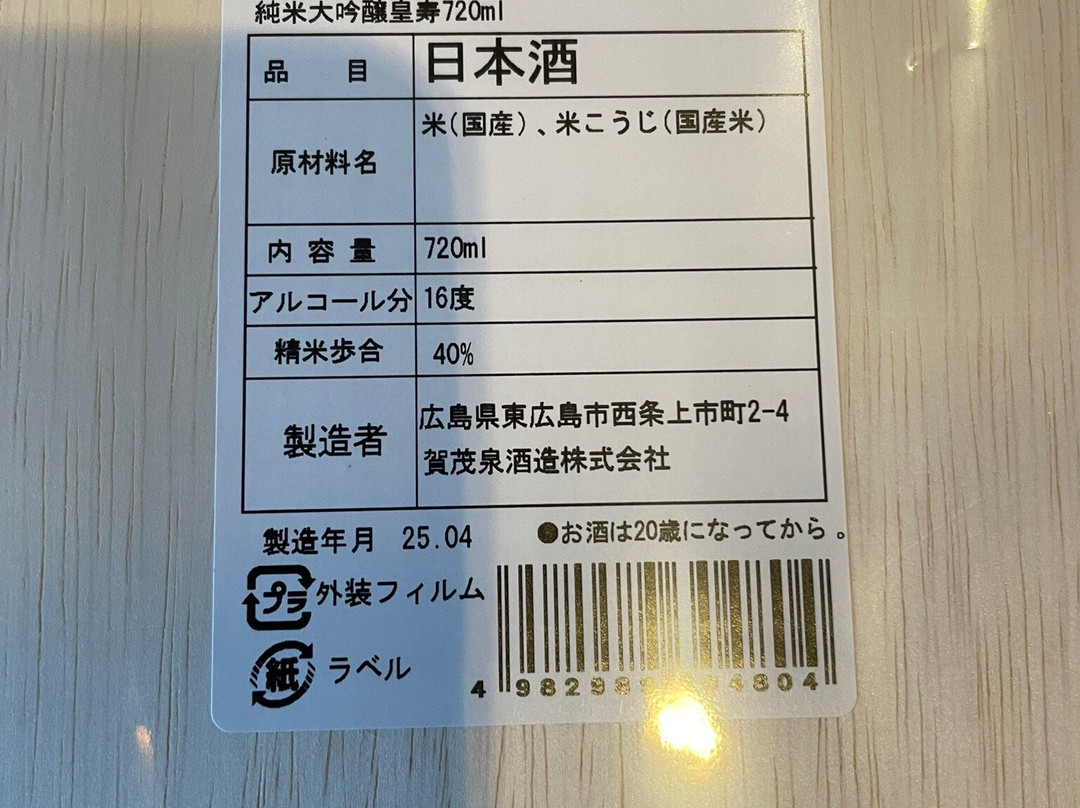 純米大吟醸皇寿720ml
品 目 日本酒
原材料名 米(国産)、米こうじ(国産米)
内容量 720ml
アルコール分 16度
精米歩合 40%
製造者 広島県東広島市西条上市町2-4
賀茂泉酒造株式会社
製造年月 25.04
●お酒は20歳になってから。
プラ 外装フィルム
紙 ラベル